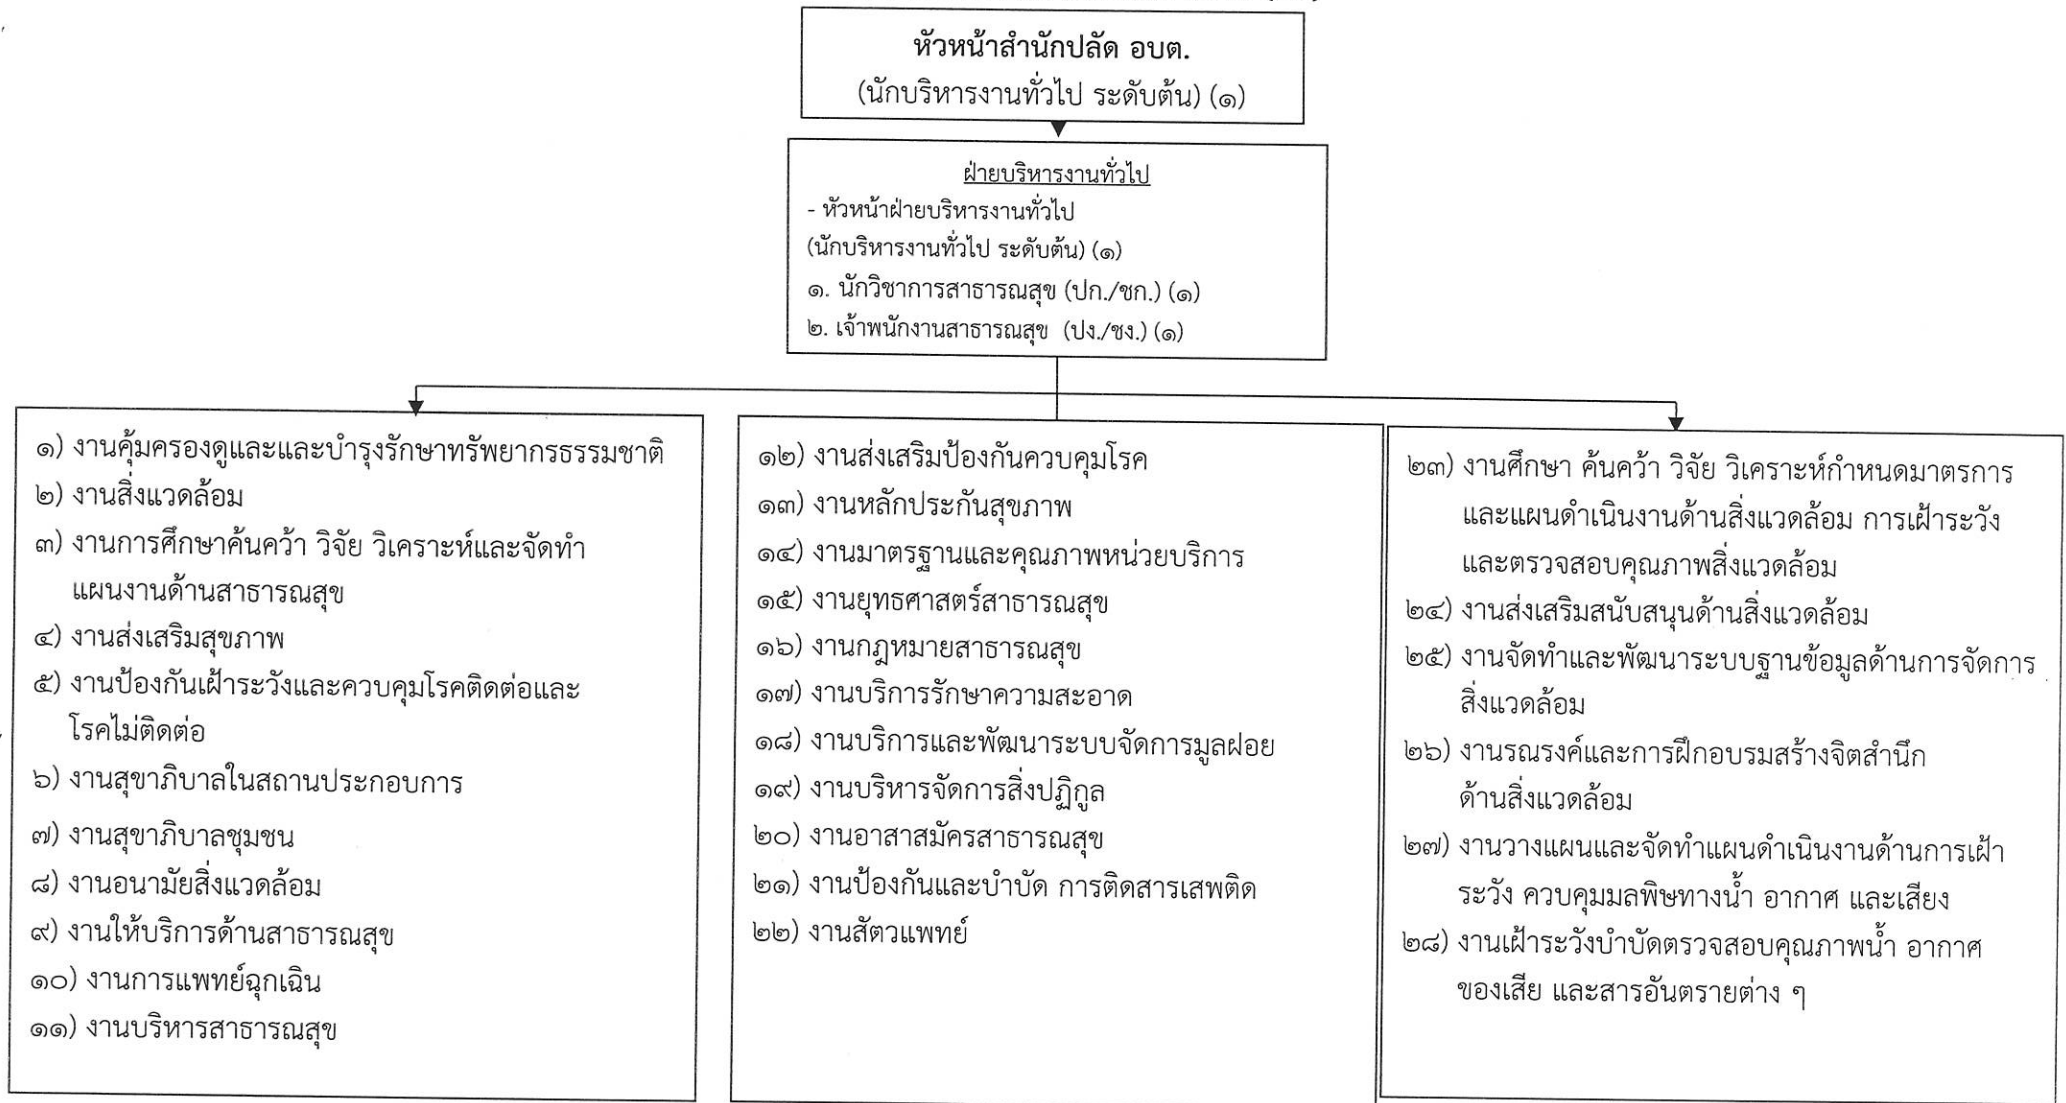 หัวหน้าสำนักปลัด อบต.
(นักบริหารงานทั่วไป ระดับต้น) (๑)
ฝ่ายบริหารงานทั่วไป
- หัวหน้าฝ่ายบริหารงานทั่วไป
(นักบริหารงานทั่วไป ระดับต้น) (๑)
๑. นักวิชาการสาธารณสุข (ปก./ชก.) (๑)
๒. เจ้าพนักงานสาธารณสุข (ปง./ชง.) (๑)
๑) งานคุ้มครองดูและและบำรุงรักษาทรัพยากรธรรมชาติ
๒) งานสิ่งแวดล้อม
๓) งานการศึกษาค้นคว้า วิจัย วิเคราะห์และจัดทำ
แผนงานด้านสาธารณสุข
๔) งานส่งเสริมสุขภาพ
๕) งานป้องกันเฝ้าระวังและควบคุมโรคติดต่อและ
โรคไม่ติดต่อ
๖) งานสุขาภิบาลในสถานประกอบการ
๗) งานสุขาภิบาลชุมชน
๘) งานอนามัยสิ่งแวดล้อม
๙) งานให้บริการด้านสาธารณสุข
๑๐) งานการแพทย์ฉุกเฉิน
๑๑) งานบริหารสาธารณสุข
๑๒) งานส่งเสริมป้องกันควบคุมโรค
๑๓) งานหลักประกันสุขภาพ
๑๔) งานมาตรฐานและคุณภาพหน่วยบริการ
๑๕) งานยุทธศาสตร์สาธารณสุข
๑๖) งานกฎหมายสาธารณสุข
๑๗) งานบริการรักษาความสะอาด
๑๘) งานบริการและพัฒนาระบบจัดการมูลฝอย
๑๙) งานบริหารจัดการสิ่งปฏิกูล
๒๐) งานอาสาสมัครสาธารณสุข
๒๑) งานป้องกันและบำบัด การติดสารเสพติด
๒๒) งานสัตวแพทย์
๒๓) งานศึกษา ค้นคว้า วิจัย วิเคราะห์กำหนดมาตรการ
และแผนดำเนินงานด้านสิ่งแวดล้อม การเฝ้าระวัง
และตรวจสอบคุณภาพสิ่งแวดล้อม
๒๔) งานส่งเสริมสนับสนุนด้านสิ่งแวดล้อม
๒๕) งานจัดทำและพัฒนาระบบฐานข้อมูลด้านการจัดการ
สิ่งแวดล้อม
๒๖) งานรณรงค์และการฝึกอบรมสร้างจิตสำนึก
ด้านสิ่งแวดล้อม
๒๗) งานวางแผนและจัดทำแผนดำเนินงานด้านการเฝ้า
ระวัง ควบคุมมลพิษทางน้ำ อากาศ และเสียง
๒๘) งานเฝ้าระวังบำบัดตรวจสอบคุณภาพน้ำ อากาศ
ของเสีย และสารอันตรายต่าง ๆ